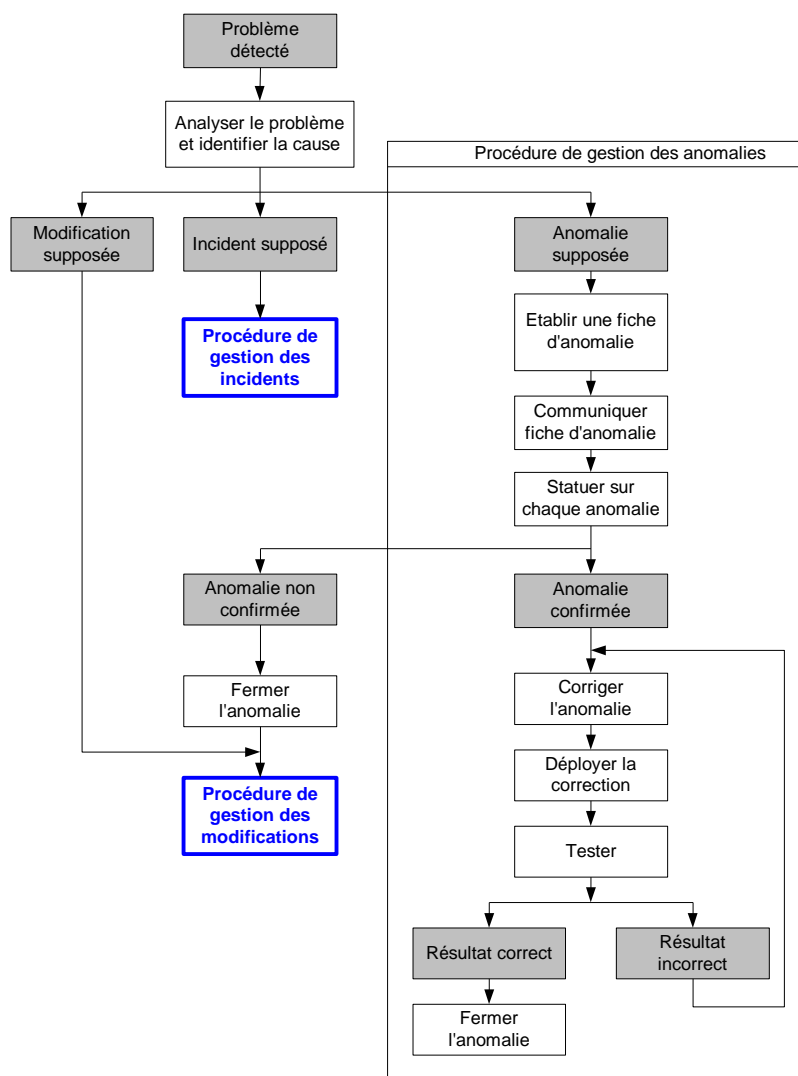 Problème
détecté
Analyser le problème
et identifier la cause
Procédure de gestion des anomalies
Modification
supposée
Incident supposé
Anomalie
supposée
Procédure de
gestion des
incidents
Etablir une fiche
d'anomalie
Communiquer
fiche d'anomalie
Statuer sur
chaque anomalie
Anomalie non
confirmée
Anomalie
confirmée
Fermer
l'anomalie
Corriger
l'anomalie
Procédure de
gestion des
modifications
Déployer la
correction
Tester
Résultat correct
Résultat
incorrect
Fermer
l'anomalie